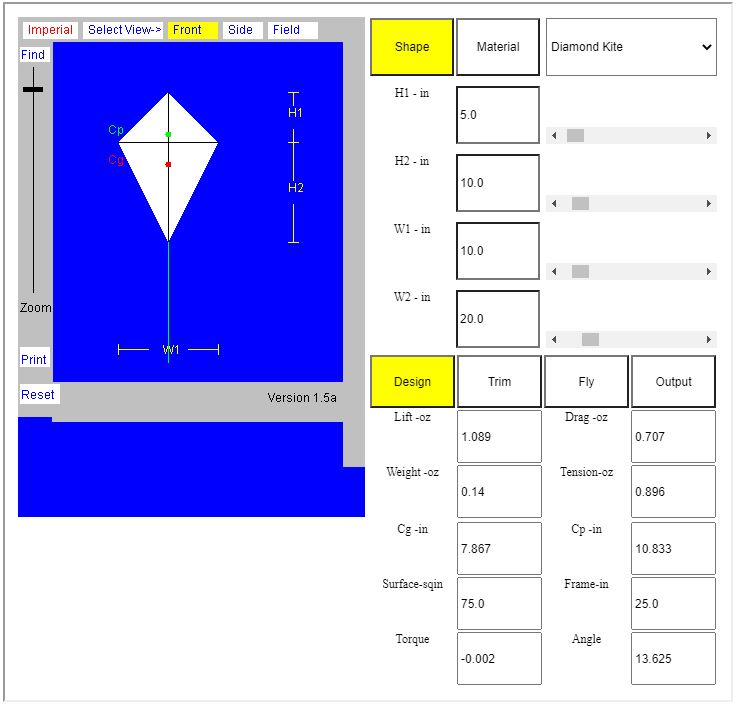 Imperial Select View-> Front Side Field
Find
Cp
Cg
H1
H2
W1
Zoom
Print
Reset
Version 1.5a
Shape Material Diamond Kite
H1 - in 5.0
H2 - in 10.0
W1 - in 10.0
W2 - in 20.0
Design Trim Fly Output
Lift -oz 1.089 Drag -oz 0.707
Weight -oz 0.14 Tension-oz 0.896
Cg -in 7.867 Cp -in 10.833
Surface-sqin 75.0 Frame-in 25.0
Torque -0.002 Angle 13.625